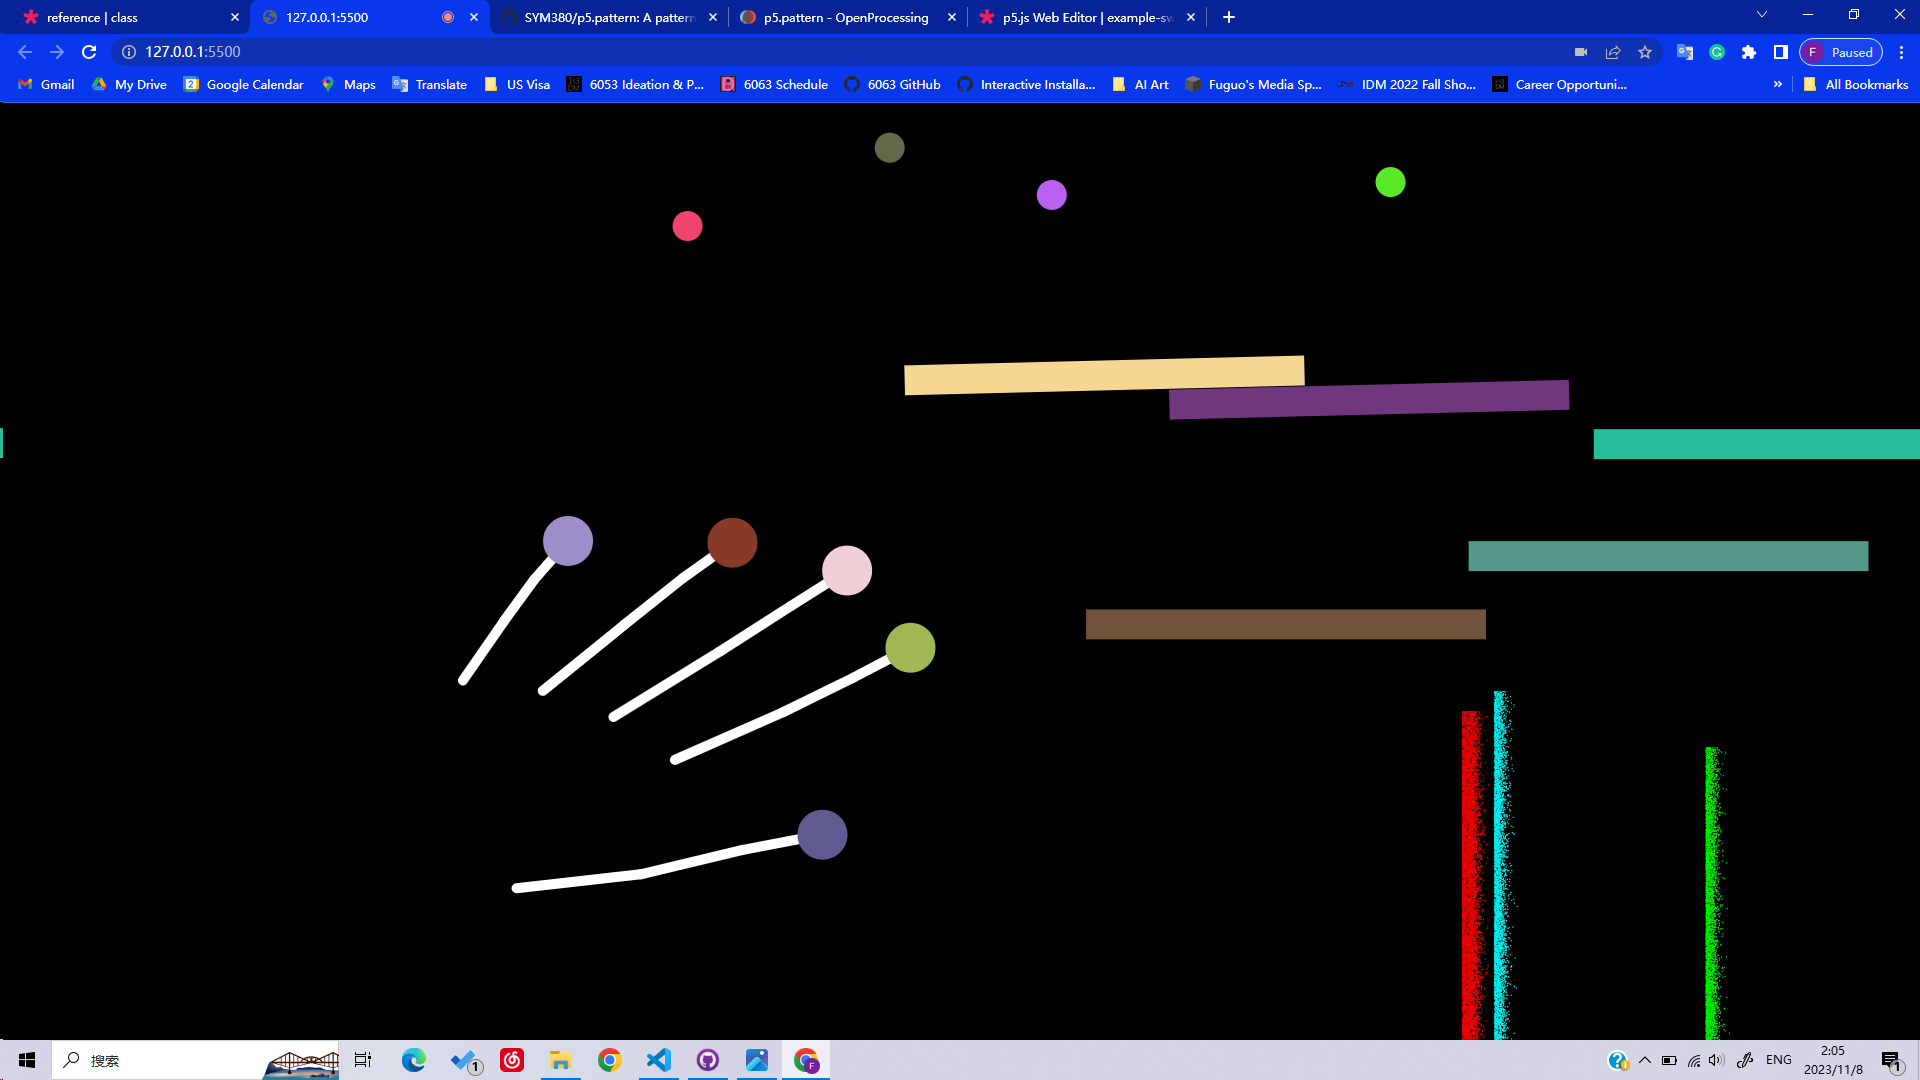 reference | class
127.0.0.1:5500
SYM380/p5.pattern: A pattern
p5.pattern - OpenProcessing
p5.js Web Editor | example-sw
127.0.0.1:5500
Paused
Gmail
My Drive
Google Calendar
Maps
Translate
US Visa
6053 Ideation & P...
6063 Schedule
6063 GitHub
Interactive Installa...
AI Art
Fuguo's Media Sp...
IDM 2022 Fall Sho...
Career Opportuni...
All Bookmarks
搜索
1
F
ENG
2:05
2023/11/8
1